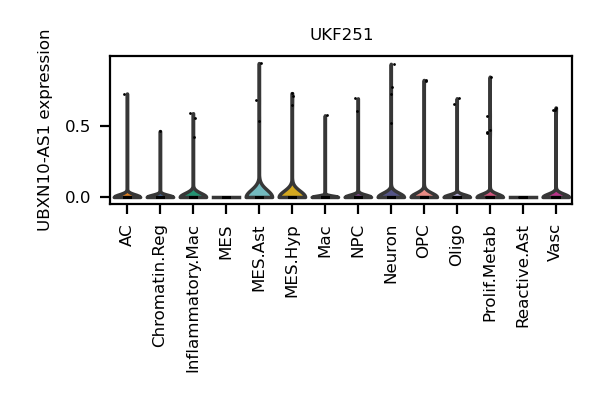 UKF251
UBXN10-AS1 expression
0.5
0.0
AC
Chromatin.Reg
Inflammatory.Mac
MES
MES.Ast
MES.Hyp
Mac
NPC
Neuron
OPC
Oligo
Prolif.Metab
Reactive.Ast
Vasc